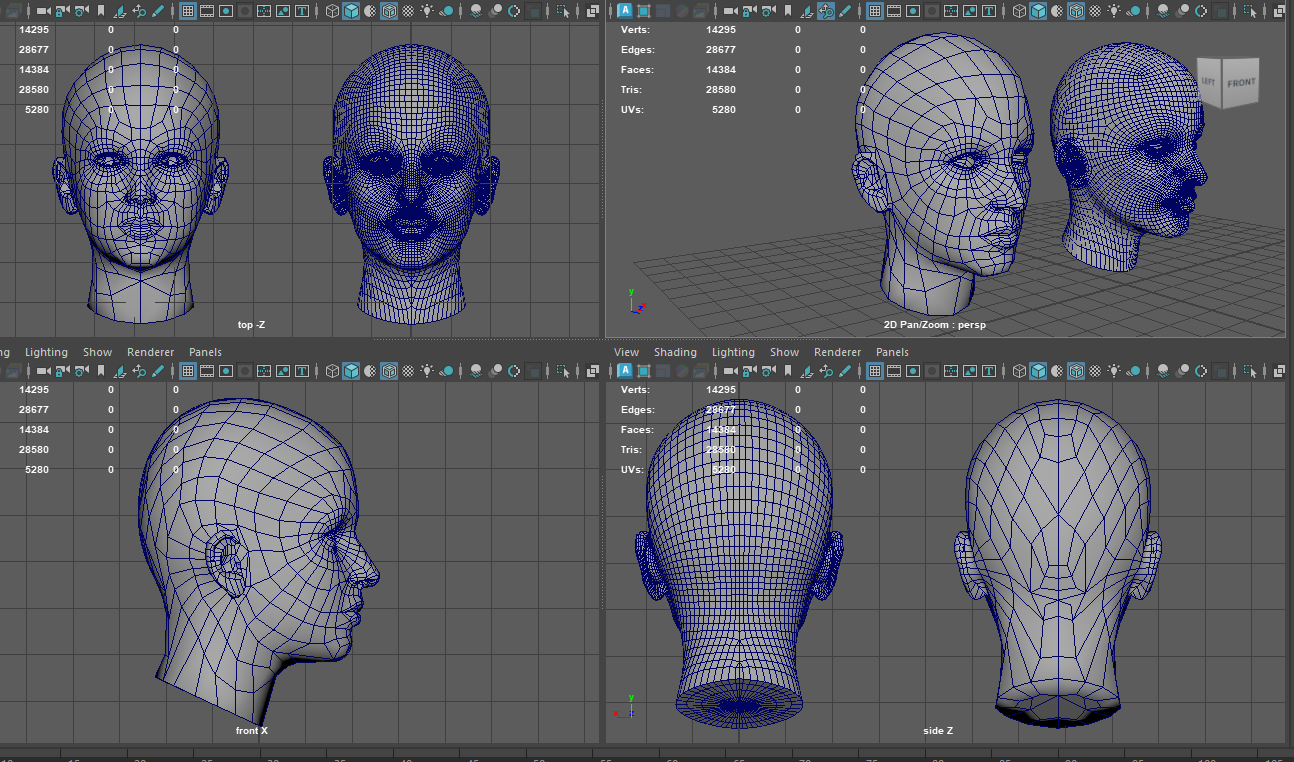 14295 0 0
28677 0 0
14384 0 0
28580 0 0
5280 0 0
top -Z
Verts: 14295 0 0
Edges: 28677 0 0
Faces: 14384 0 0
Tris: 28580 0 0
UVs: 5280 0 0
LEFT FRONT
y
2D Pan/Zoom : persp
ng Lighting Show Renderer Panels
14295 0 0
28677 0 0
14384 0 0
28580 0 0
5280 0 0
front X
View Shading Lighting Show Renderer Panels
Verts: 14295 0 0
Edges: 28677 0 0
Faces: 14384 0 0
Tris: 28580 0 0
UVs: 5280 0 0
y
side Z